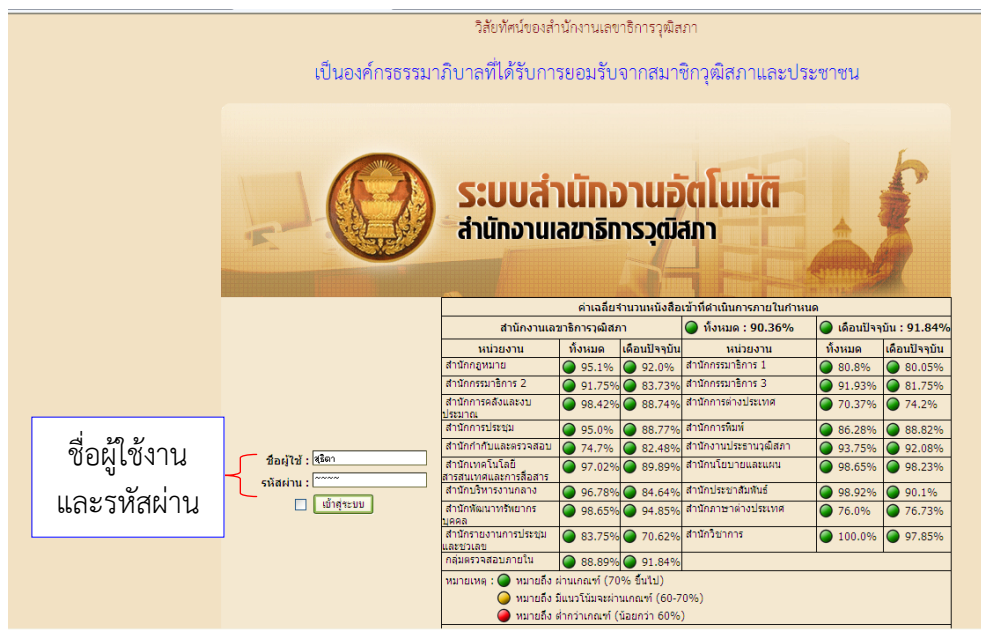 วิสัยทัศน์ของสำนักงานเลขาธิการวุฒิสภา
เป็นองค์กรธรรมาภิบาลที่ได้รับการยอมรับจากสมาชิกวุฒิสภาและประชาชน
ระบบสำนักงานอัตโนมัติ
สำนักงานเลขาธิการวุฒิสภา
ค่าเฉลี่ยจำนวนหนังสือเข้าที่ดำเนินการภายในกำหนด
สำนักงานเลขาธิการวุฒิสภา ทั้งหมด : 90.36% เดือนปัจจุบัน : 91.84%
หน่วยงาน ทั้งหมด เดือนปัจจุบัน หน่วยงาน ทั้งหมด เดือนปัจจุบัน
สำนักกฎหมาย 95.1% 92.0% สำนักกรรมาธิการ 1 80.8% 80.05%
สำนักกรรมาธิการ 2 91.75% 83.73% สำนักกรรมาธิการ 3 91.93% 81.75%
สำนักการคลังและงบ
ประมาณ 98.42% 88.74% สำนักการต่างประเทศ 70.37% 74.2%
สำนักการประชุม 95.0% 88.77% สำนักการพิมพ์ 86.28% 88.82%
สำนักกำกับและตรวจสอบ 74.7% 82.48% สำนักงานประธานวุฒิสภา 93.75% 92.08%
สำนักเทคโนโลยี
สารสนเทศและการสื่อสาร 97.02% 89.89% สำนักนโยบายและแผน 98.65% 98.23%
สำนักบริหารงานกลาง 96.78% 84.64% สำนักประชาสัมพันธ์ 98.92% 90.1%
สำนักพัฒนาทรัพยากร
บุคคล 98.65% 94.85% สำนักภาษาต่างประเทศ 76.0% 76.73%
สำนักรายงานการประชุม
และชวเลข 83.75% 70.62% สำนักวิชาการ 100.0% 97.85%
กลุ่มตรวจสอบภายใน 88.89% 91.84%
หมายเหตุ : หมายถึง ผ่านเกณฑ์ (70% ขึ้นไป)
หมายถึง มีแนวโน้มจะผ่านเกณฑ์ (60-70%)
หมายถึง ต่ำกว่าเกณฑ์ (น้อยกว่า 60%)
ชื่อผู้ใช้งาน
และรหัสผ่าน
ชื่อผู้ใช้ : สุธิดา
รหัสผ่าน : ~~~~
เข้าสู่ระบบ